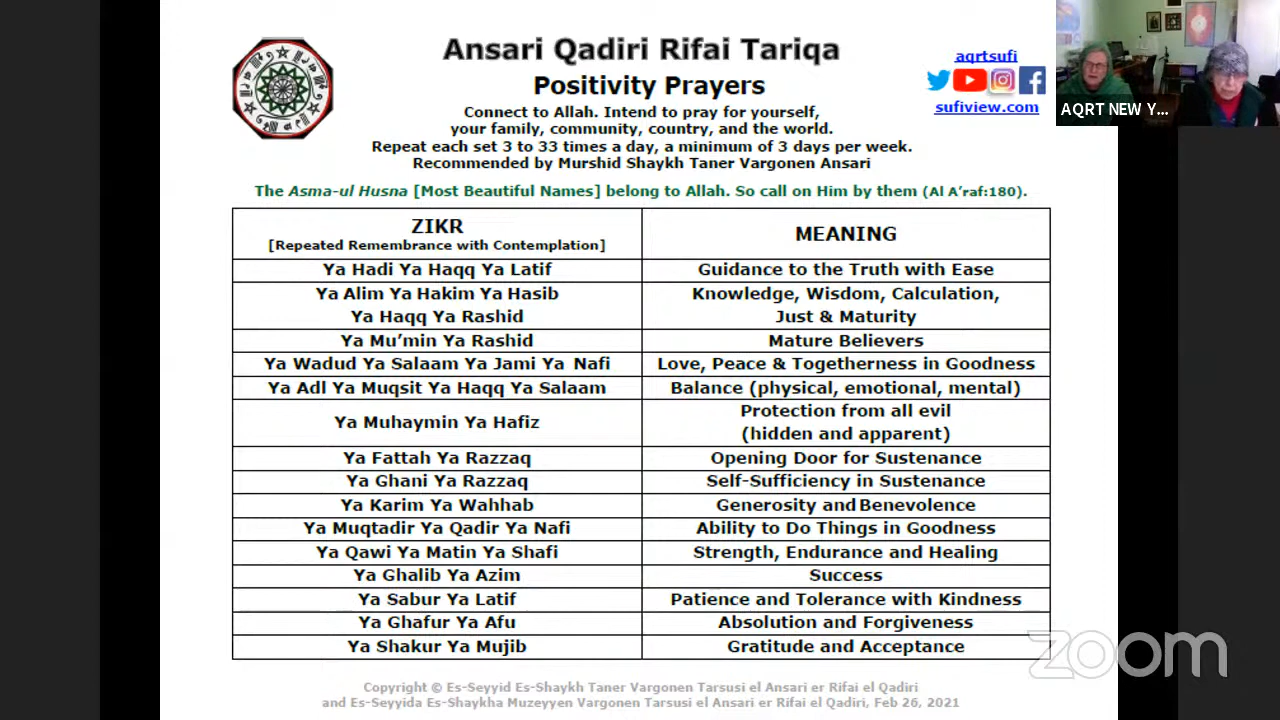 Ansari Qadiri Rifai Tariqa
Positivity Prayers
Connect to Allah. Intend to pray for yourself,
your family, community, country, and the world.
Repeat each set 3 to 33 times a day, a minimum of 3 days per week.
Recommended by Murshid Shaykh Taner Vargonen Ansari
aqrtsufi
sufiview.com
AQRT NEW Y...
The Asma-ul Husna [Most Beautiful Names] belong to Allah. So call on Him by them (Al A’raf:180).
ZIKR
[Repeated Remembrance with Contemplation]
MEANING
Ya Hadi Ya Haqq Ya Latif
Guidance to the Truth with Ease
Ya Alim Ya Hakim Ya Hasib
Ya Haqq Ya Rashid
Knowledge, Wisdom, Calculation,
Just & Maturity
Ya Mu’min Ya Rashid
Mature Believers
Ya Wadud Ya Salaam Ya Jami Ya Nafi
Love, Peace & Togetherness in Goodness
Ya Adl Ya Muqsit Ya Haqq Ya Salaam
Balance (physical, emotional, mental)
Ya Muhaymin Ya Hafiz
Protection from all evil
(hidden and apparent)
Ya Fattah Ya Razzaq
Opening Door for Sustenance
Ya Ghani Ya Razzaq
Self-Sufficiency in Sustenance
Ya Karim Ya Wahhab
Generosity and Benevolence
Ya Muqtadir Ya Qadir Ya Nafi
Ability to Do Things in Goodness
Ya Qawi Ya Matin Ya Shafi
Strength, Endurance and Healing
Ya Ghalib Ya Azim
Success
Ya Sabur Ya Latif
Patience and Tolerance with Kindness
Ya Ghafur Ya Afu
Absolution and Forgiveness
Ya Shakur Ya Mujib
Gratitude and Acceptance
zoom
Copyright © Es-Seyyid Es-Shaykh Taner Vargonen Tarsusi el Ansari er Rifai el Qadiri
and Es-Seyyida Es-Shaykha Muzeyyen Vargonen Tarsusi el Ansari er Rifai el Qadiri, Feb 26, 2021